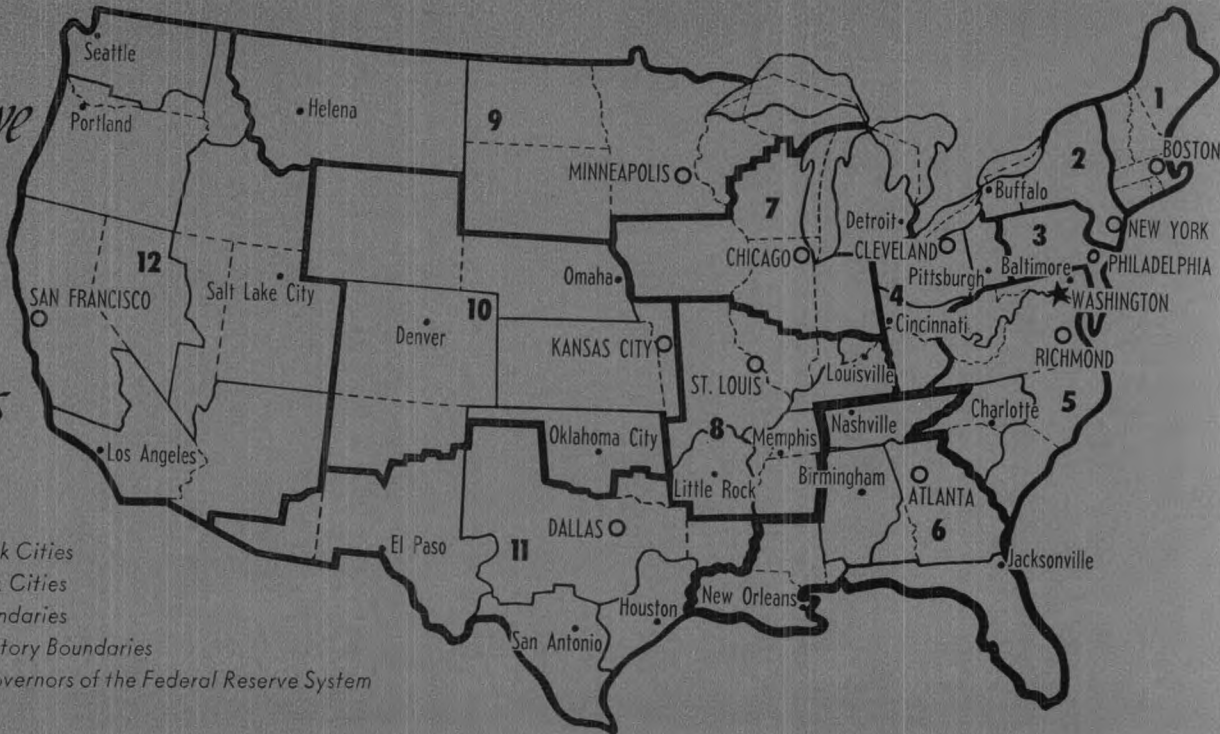 Seattle
Portland
Helena
9
1
MINNEAPOLIS
BOSTON
2
Buffalo
7
Detroit
NEW YORK
3
CHICAGO
CLEVELAND
PHILADELPHIA
Pittsburgh
Baltimore
12
Omaha
4
WASHINGTON
SAN FRANCISCO
Salt Lake City
10
Cincinnati
Denver
KANSAS CITY
RICHMOND
ST. LOUIS
Louisville
5
Charlotte
Nashville
8
Memphis
Oklahoma City
Los Angeles
Birmingham
Little Rock
ATLANTA
DALLAS
6
El Paso
11
Jacksonville
Houston
New Orleans
San Antonio
Cities
Cities
Boundaries
of the Federal Reserve System